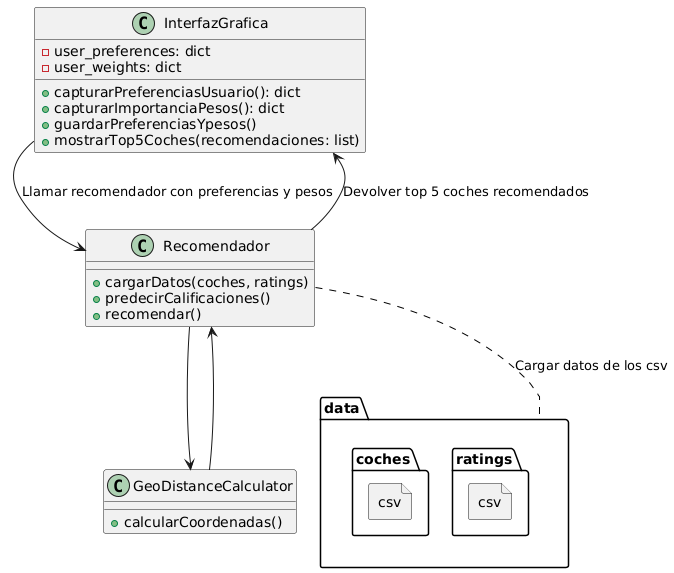 C InterfazGrafica
user_preferences: dict
user_weights: dict
capturarPreferenciasUsuario(): dict
capturarImportanciaPesos(): dict
guardarPreferenciasYpesos()
mostrarTop5Coches(recomendaciones: list)
Llamar recomendador con preferencias y pesos
Devolver top 5 coches recomendados
C Recomendador
cargarDatos(coches, ratings)
predecirCalificaciones()
recomendar()
Cargar datos de los csv
data
coches
ratings
csv
csv
C GeoDistanceCalculator
calcularCoordenadas()